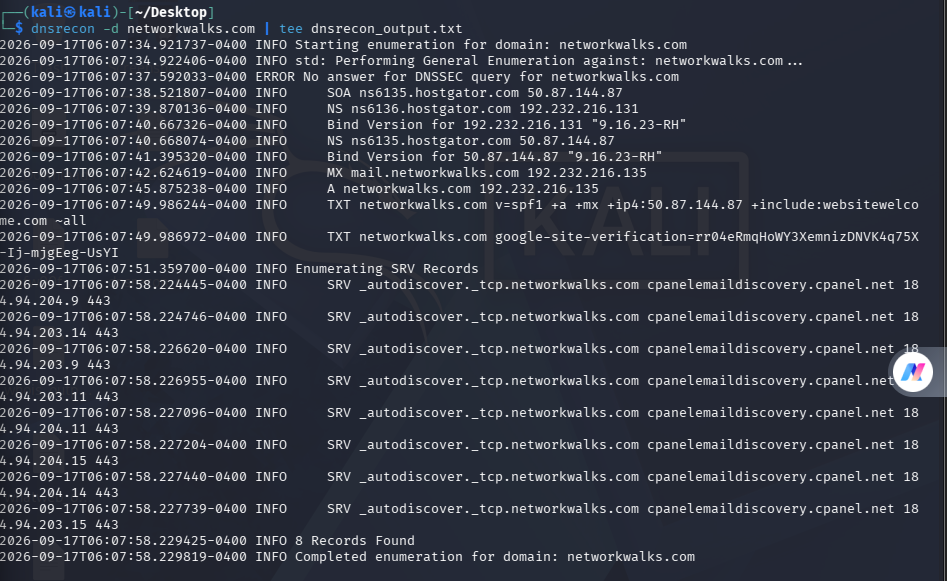 ┌──(kali㉿kali)-[~/Desktop]
└─$ dnsrecon -d networkwalks.com | tee dnsrecon_output.txt
2026-09-17T06:07:34.921737-0400 INFO Starting enumeration for domain: networkwalks.com
2026-09-17T06:07:34.922406-0400 INFO std: Performing General Enumeration against: networkwalks.com...
2026-09-17T06:07:37.592033-0400 ERROR No answer for DNSSEC query for networkwalks.com
2026-09-17T06:07:38.521807-0400 INFO     SOA ns6135.hostgator.com 50.87.144.87
2026-09-17T06:07:39.870136-0400 INFO     NS ns6136.hostgator.com 192.232.216.131
2026-09-17T06:07:40.667326-0400 INFO     Bind Version for 192.232.216.131 "9.16.23-RH"
2026-09-17T06:07:40.668074-0400 INFO     NS ns6135.hostgator.com 50.87.144.87
2026-09-17T06:07:41.395320-0400 INFO     Bind Version for 50.87.144.87 "9.16.23-RH"
2026-09-17T06:07:42.624619-0400 INFO     MX mail.networkwalks.com 192.232.216.135
2026-09-17T06:07:45.875238-0400 INFO     A networkwalks.com 192.232.216.135
2026-09-17T06:07:49.986244-0400 INFO     TXT networkwalks.com v=spf1 +a +mx +ip4:50.87.144.87 +include:websitewelco
me.com ~all
2026-09-17T06:07:49.986972-0400 INFO     TXT networkwalks.com google-site-verification=rr04eRmqHoWY3XemnizDNVK4q75X
-Ij-mjgEeg-UsYI
2026-09-17T06:07:51.359700-0400 INFO Enumerating SRV Records
2026-09-17T06:07:58.224445-0400 INFO     SRV _autodiscover._tcp.networkwalks.com cpanelemaildiscovery.cpanel.net 18
4.94.204.9 443
2026-09-17T06:07:58.224746-0400 INFO     SRV _autodiscover._tcp.networkwalks.com cpanelemaildiscovery.cpanel.net 18
4.94.203.14 443
2026-09-17T06:07:58.226620-0400 INFO     SRV _autodiscover._tcp.networkwalks.com cpanelemaildiscovery.cpanel.net 18
4.94.203.9 443
2026-09-17T06:07:58.226955-0400 INFO     SRV _autodiscover._tcp.networkwalks.com cpanelemaildiscovery.cpanel.net
4.94.203.11 443
2026-09-17T06:07:58.227096-0400 INFO     SRV _autodiscover._tcp.networkwalks.com cpanelemaildiscovery.cpanel.net 18
4.94.204.11 443
2026-09-17T06:07:58.227204-0400 INFO     SRV _autodiscover._tcp.networkwalks.com cpanelemaildiscovery.cpanel.net 18
4.94.204.15 443
2026-09-17T06:07:58.227440-0400 INFO     SRV _autodiscover._tcp.networkwalks.com cpanelemaildiscovery.cpanel.net 18
4.94.204.14 443
2026-09-17T06:07:58.227739-0400 INFO     SRV _autodiscover._tcp.networkwalks.com cpanelemaildiscovery.cpanel.net 18
4.94.203.15 443
2026-09-17T06:07:58.229425-0400 INFO 8 Records Found
2026-09-17T06:07:58.229819-0400 INFO Completed enumeration for domain: networkwalks.com
KALI